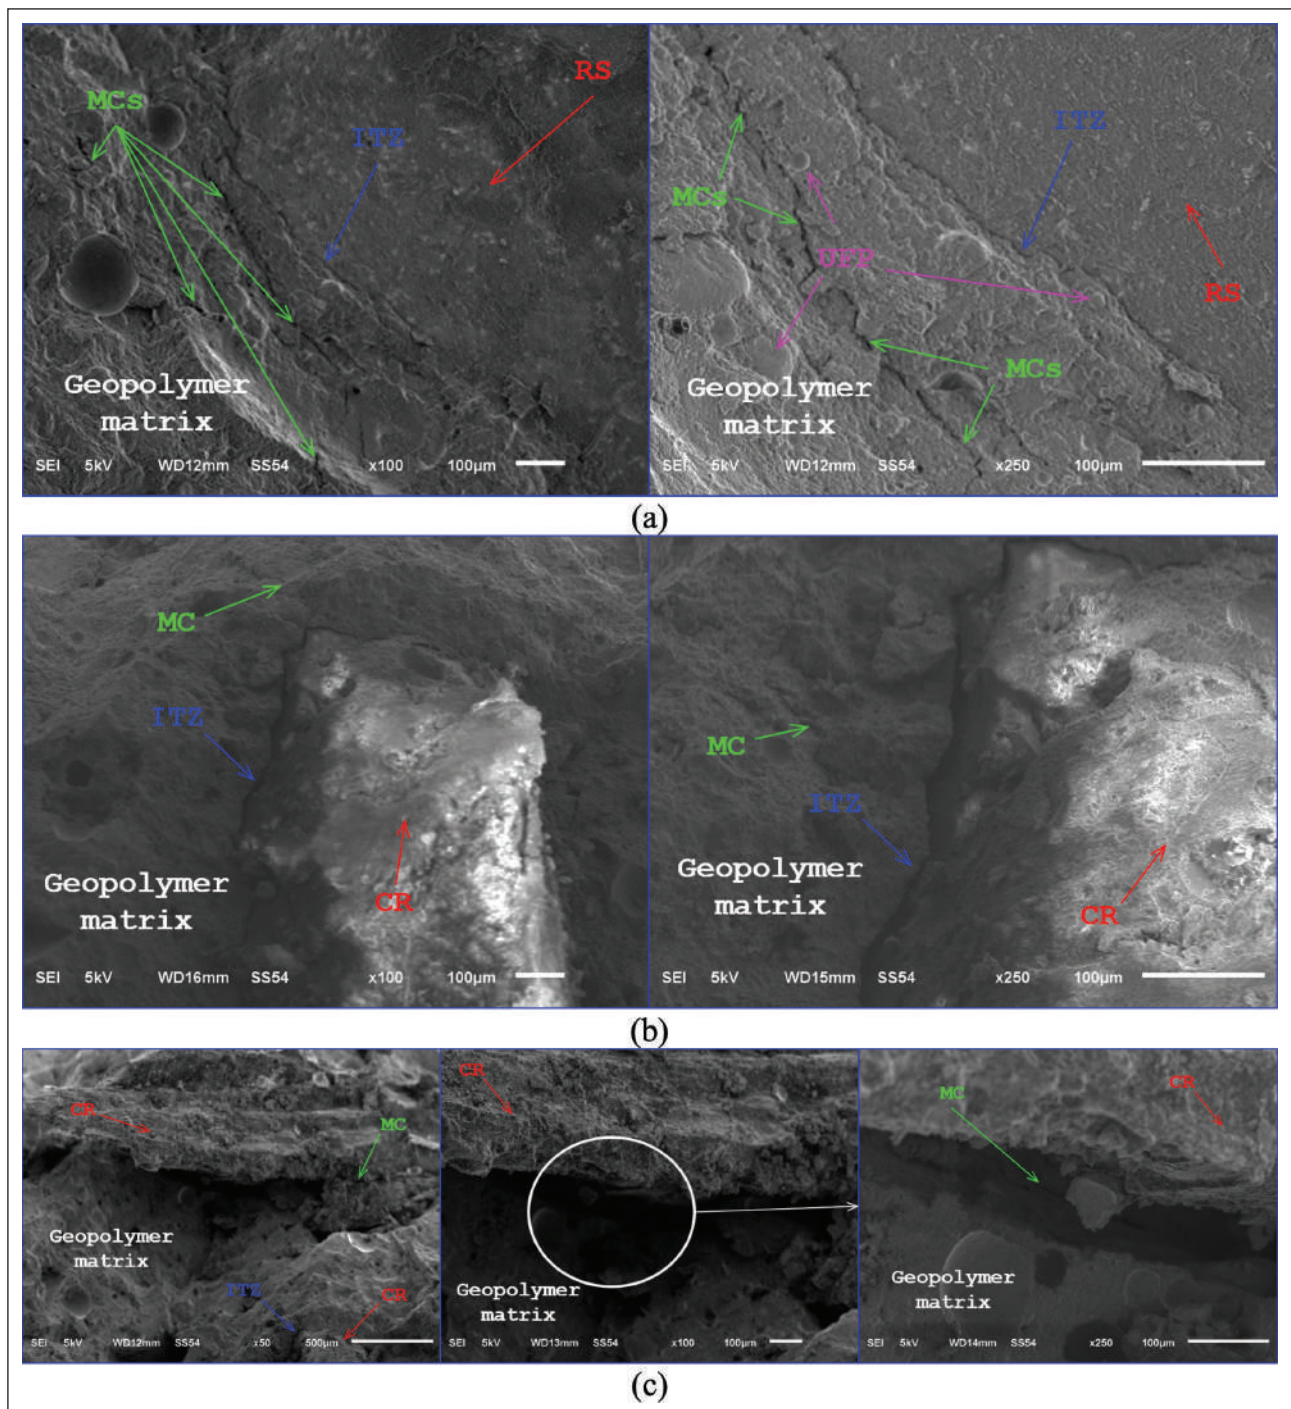 MCs
RS
ITZ
Geopolymer
matrix
SEI 5kV WD12mm SS54 x100 100µm
ITZ
MCs
UFP
RS
MCs
Geopolymer
matrix
SEI 5kV WD12mm SS54 x250 100µm
(a)
MC
ITZ
CR
Geopolymer
matrix
SEI 5kV WD16mm SS54 x100 100µm
MC
ITZ
Geopolymer
matrix
CR
SEI 5kV WD15mm SS54 x250 100µm
(b)
CR
MC
Geopolymer
matrix
ITZ
CR
SEI 5kV WD12mm SS54 x50 500µm
CR
Geopolymer
matrix
SEI 5kV WD13mm SS54 x100 100µm
MC
CR
Geopolymer
matrix
SEI 5kV WD14mm SS54 x250 100µm
(c)